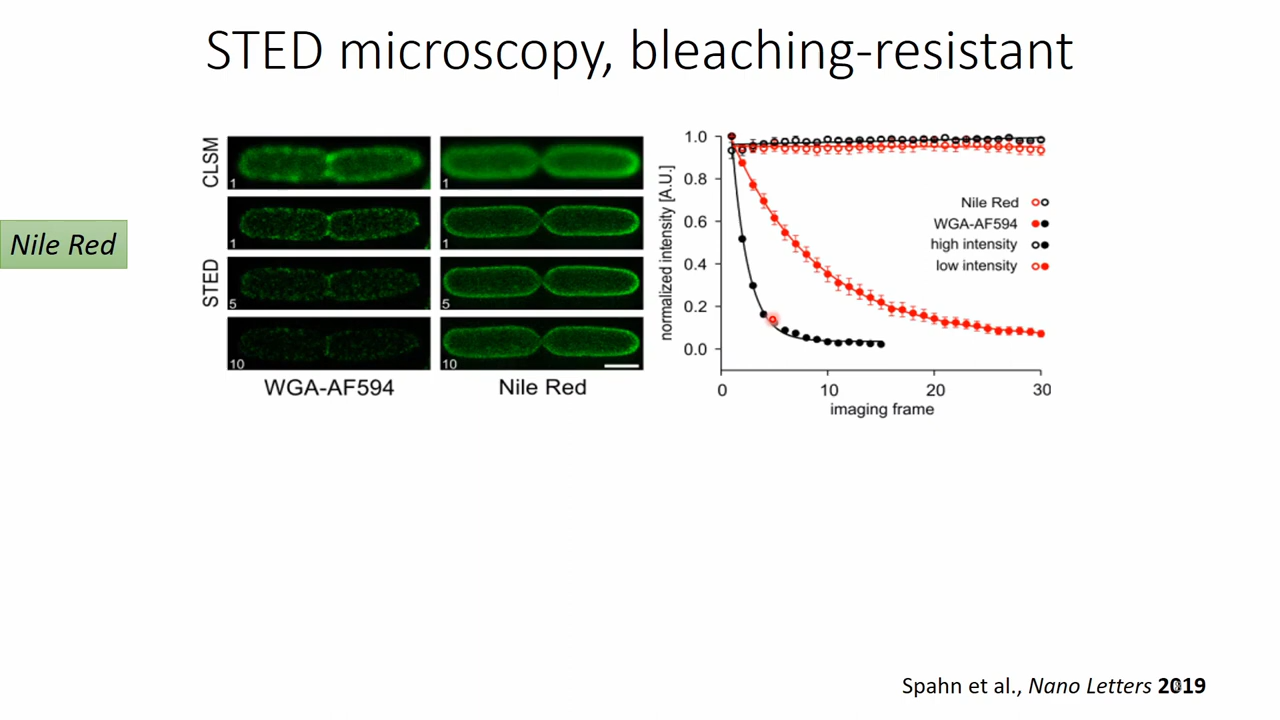 STED microscopy, bleaching-resistant
Nile Red
CLSM
STED
1
1
5
10
WGA-AF594
1
1
5
10
Nile Red
normalized intensity [A.U.]
1.0
0.8
0.6
0.4
0.2
0.0
0
10
20
30
imaging frame
Nile Red
WGA-AF594
high intensity
low intensity
Spahn et al., Nano Letters 2019